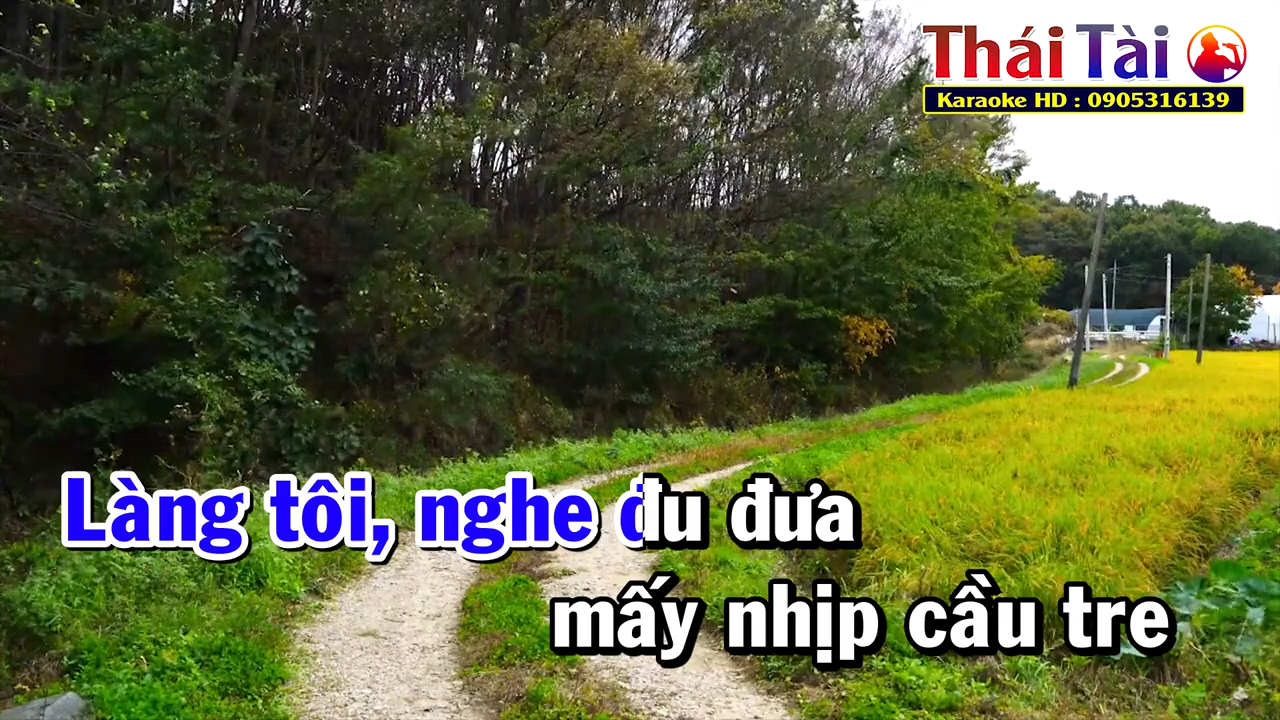 Thái Tài
Karaoke HD : 0905316139
Làng tôi, nghe đu đưa
mấy nhịp cầu tre